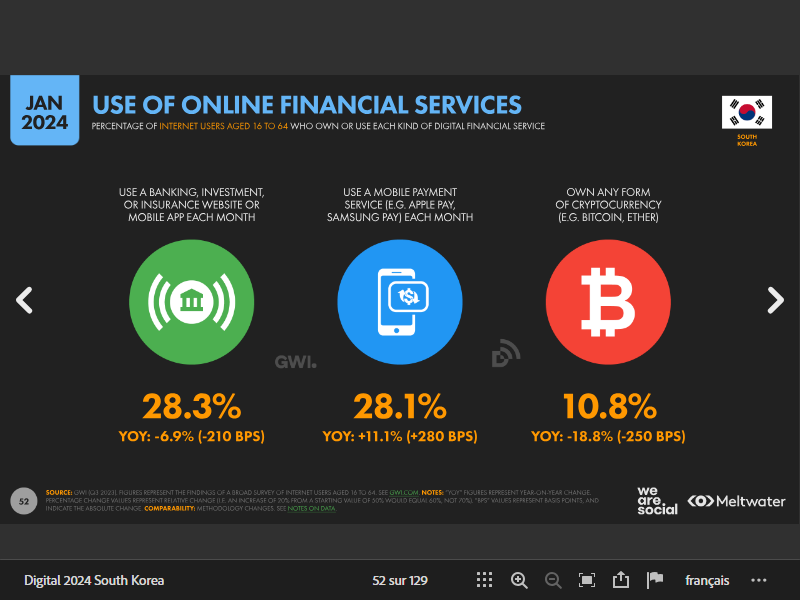 JAN
2024
USE OF ONLINE FINANCIAL SERVICES
PERCENTAGE OF INTERNET USERS AGED 16 TO 64 WHO OWN OR USE EACH KIND OF DIGITAL FINANCIAL SERVICE
SOUTH
KOREA
USE A BANKING, INVESTMENT,
OR INSURANCE WEBSITE OR
MOBILE APP EACH MONTH
USE A MOBILE PAYMENT
SERVICE (E.G. APPLE PAY,
SAMSUNG PAY) EACH MONTH
OWN ANY FORM
OF CRYPTOCURRENCY
(E.G. BITCOIN, ETHER)
GWI.
28.3%
YOY: -6.9% (-210 BPS)
28.1%
YOY: +11.1% (+280 BPS)
10.8%
YOY: -18.8% (-250 BPS)
52
SOURCE: GWI (Q3 2023). FIGURES REPRESENT THE FINDINGS OF A BROAD SURVEY OF INTERNET USERS AGED 16 TO 64. SEE GWI.COM. NOTES: "YOY" FIGURES REPRESENT YEAR-ON-YEAR CHANGE.
PERCENTAGE CHANGE VALUES REPRESENT RELATIVE CHANGE (I.E. AN INCREASE OF 20% FROM A STARTING VALUE OF 50% WOULD EQUAL 60%, NOT 70%). "BPS" VALUES REPRESENT BASIS POINTS, AND
INDICATE THE ABSOLUTE CHANGE. COMPARABILITY: METHODOLOGY CHANGES. SEE NOTES ON DATA.
we
are.
social
Meltwater
Digital 2024 South Korea
52 sur 129
français